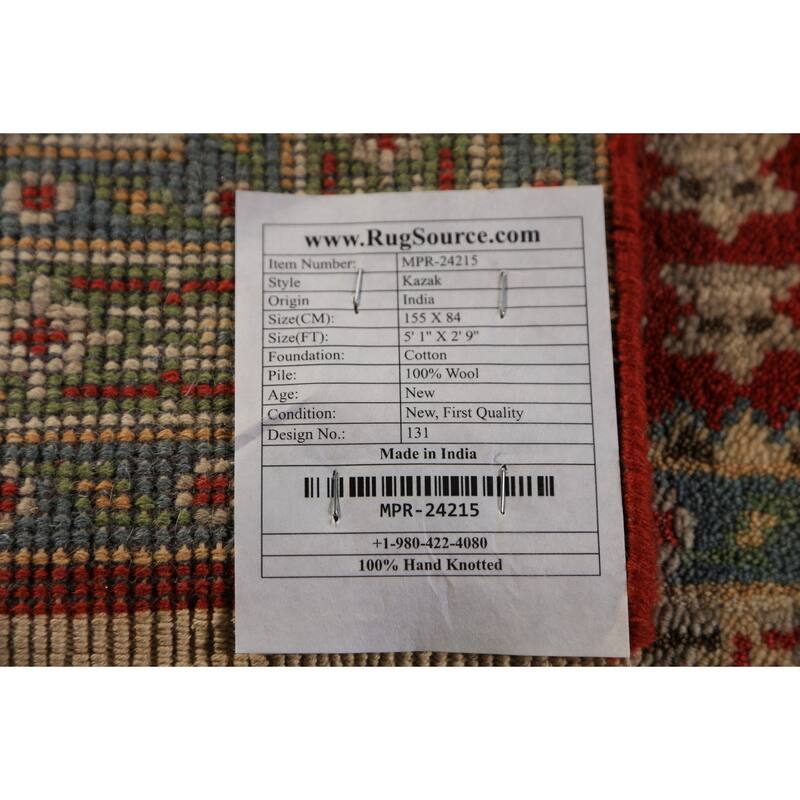 www.RugSource.com
Item Number: MPR-24215
Style Kazak
Origin India
Size(CM): 155 X 84
Size(FT): 5' 1" X 2' 9"
Foundation: Cotton
Pile: 100% Wool
Age: New
Condition: New, First Quality
Design No.: 131
Made in India
MPR-24215
+1-980-422-4080
100% Hand Knotted